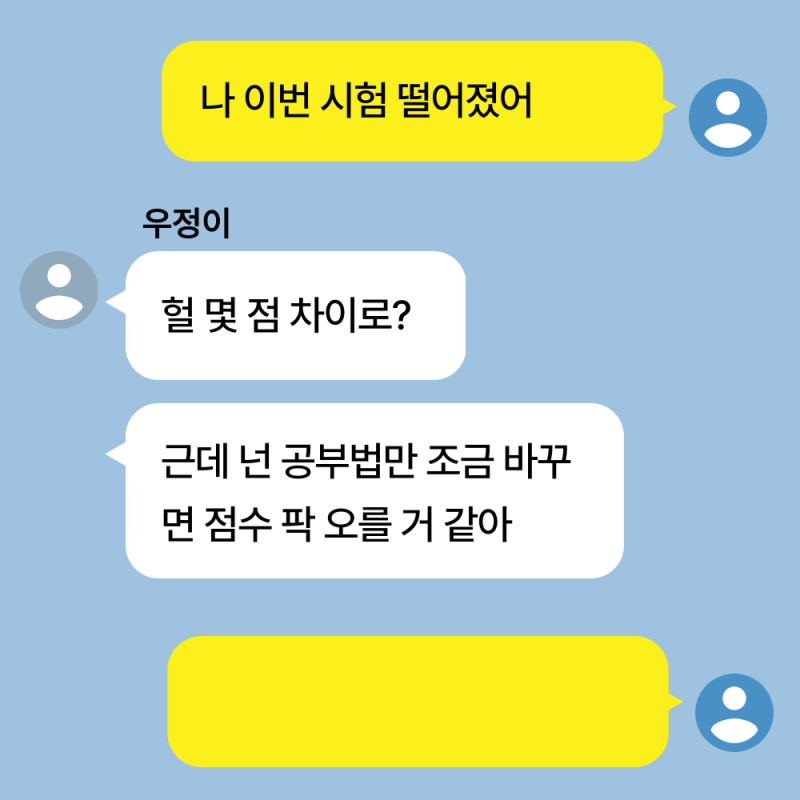 나 이번 시험 떨어졌어
우정이
헐 몇 점 차이로?
근데 넌 공부법만 조금 바꾸
면 점수 팍 오를 거 같아